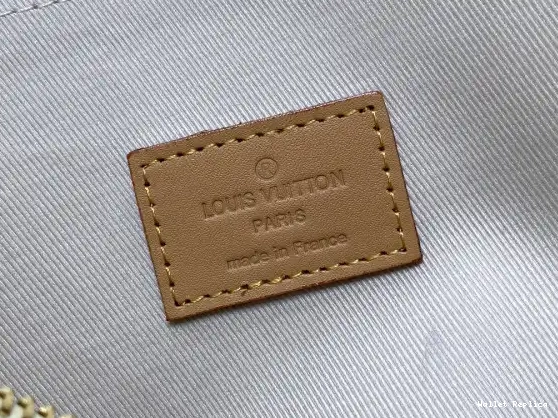 ®
LOUIS VUITTON
PARIS
made in France
Wallet Replica